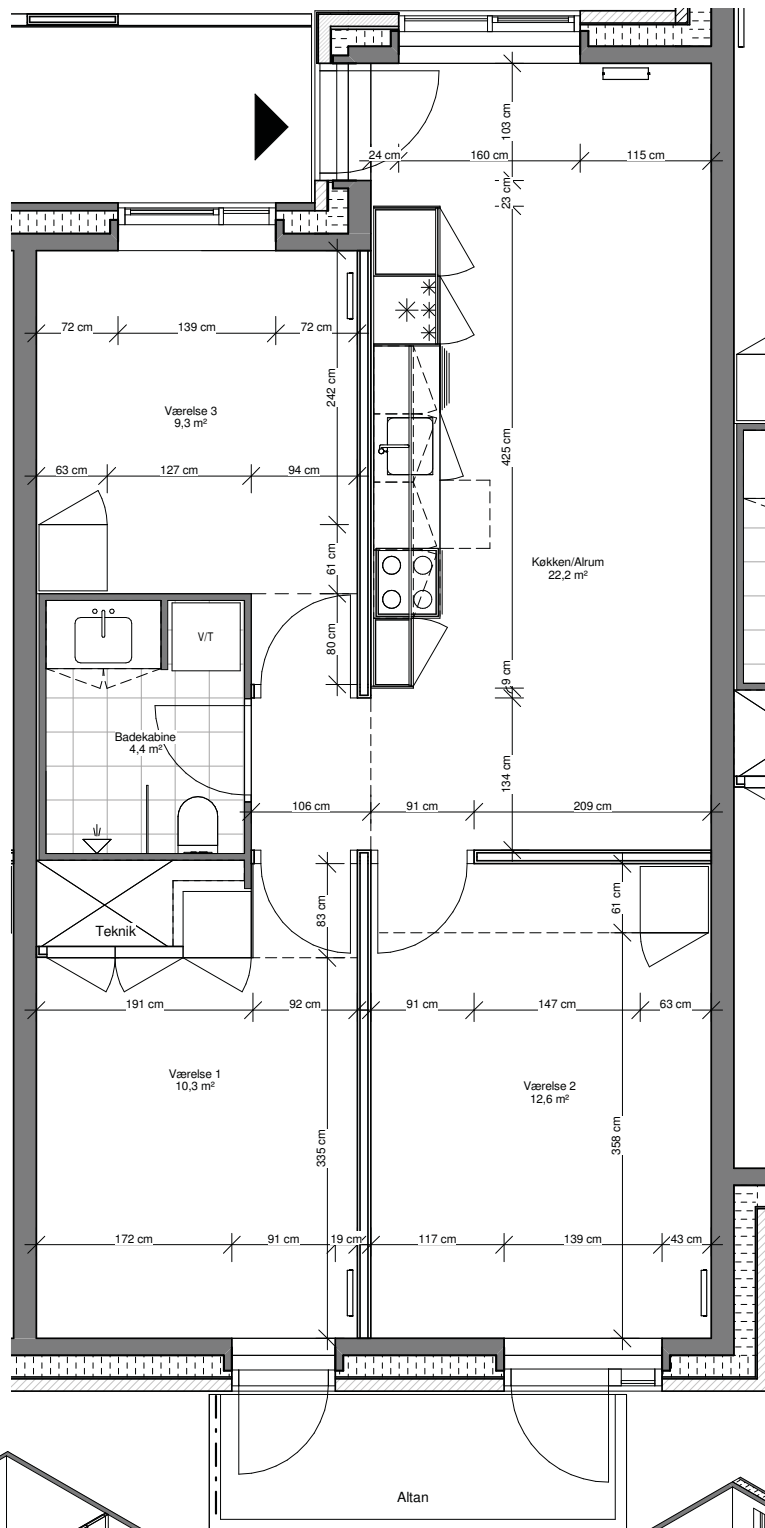 103 cm
24 cm
160 cm
115 cm
23 cm
72 cm
139 cm
72 cm
242 cm
Værelse 3
9,3 m²
425 cm
63 cm
127 cm
94 cm
61 cm
Køkken/Alrum
22,2 m²
V/T
80 cm
69 cm
Badekabine
4,4 m²
134 cm
106 cm
91 cm
209 cm
83 cm
61 cm
Teknik
191 cm
92 cm
91 cm
147 cm
63 cm
Værelse 1
10,3 m²
Værelse 2
12,6 m²
335 cm
358 cm
172 cm
91 cm
19 cm
117 cm
139 cm
43 cm
Altan